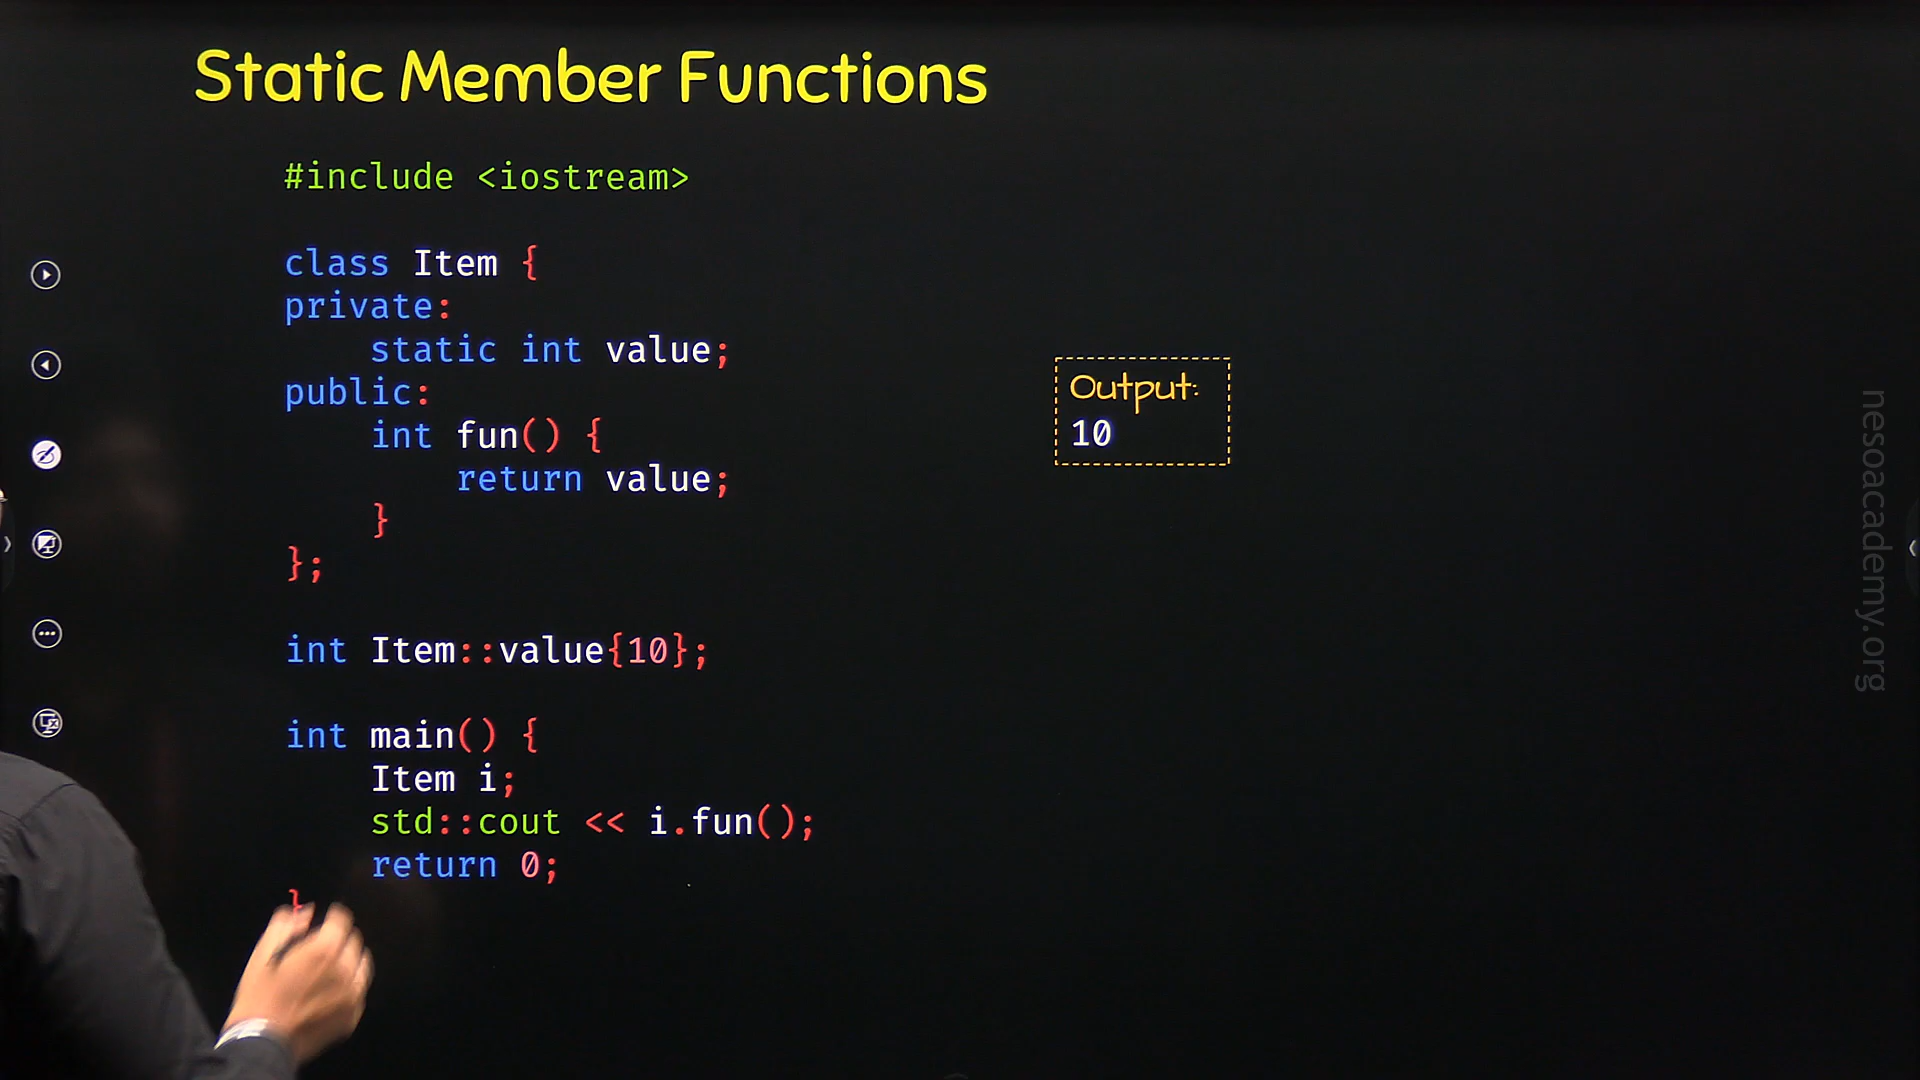 Static Member Functions
#include <iostream>
class Item {
private:
    static int value;
public:
    int fun() {
        return value;
    }
};
int Item::value{10};
int main() {
    Item i;
    std::cout << i.fun();
    return 0;
}
Output:
10
nesoacademy.org